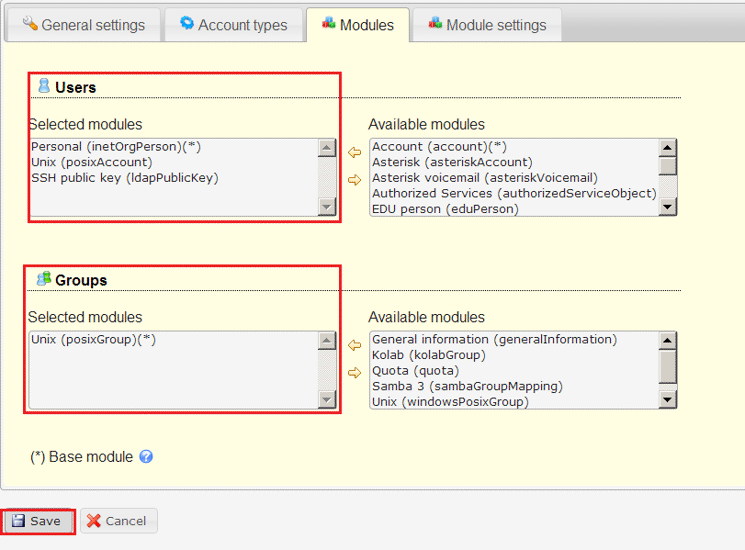 General settings Account types Modules Module settings
Users
Selected modules Available modules
Personal (inetOrgPerson)(*) Account (account)(*)
Unix (posixAccount) Asterisk (asteriskAccount)
SSH public key (ldapPublicKey) Asterisk voicemail (asteriskVoicemail)
Authorized Services (authorizedServiceObject)
EDU person (eduPerson)
Groups
Selected modules Available modules
Unix (posixGroup)(*) General information (generalInformation)
Kolab (kolabGroup)
Quota (quota)
Samba 3 (sambaGroupMapping)
Unix (windowsPosixGroup)
(*) Base module ?
Save Cancel